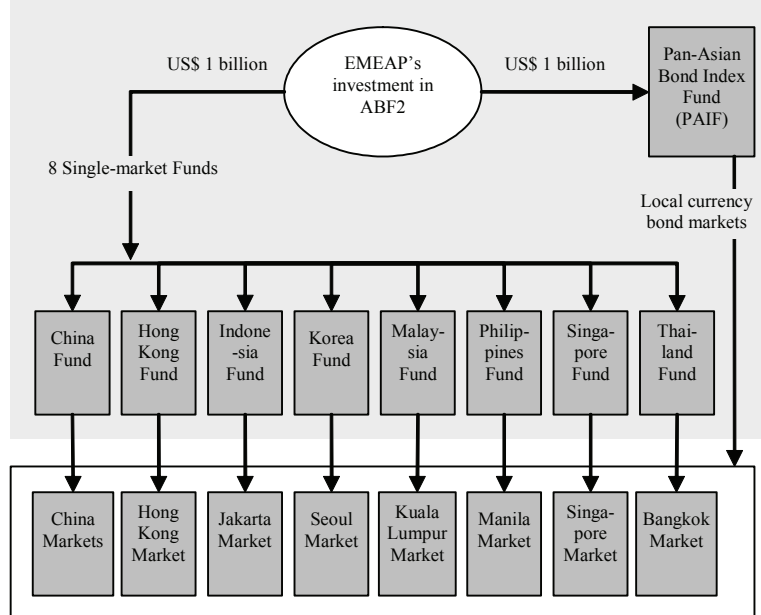 US$ 1 billion
EMEAP's
investment in
ABF2
US$ 1 billion
Pan-Asian
Bond Index
Fund
(PAIF)
8 Single-market Funds
Local currency
bond markets
China
Fund
Hong
Kong
Fund
Indone
-sia
Fund
Korea
Fund
Malay-
sia
Fund
Philip-
pines
Fund
Singa-
pore
Fund
Thai-
land
Fund
China
Markets
Hong
Kong
Market
Jakarta
Market
Seoul
Market
Kuala
Lumpur
Market
Manila
Market
Singa-
pore
Market
Bangkok
Market